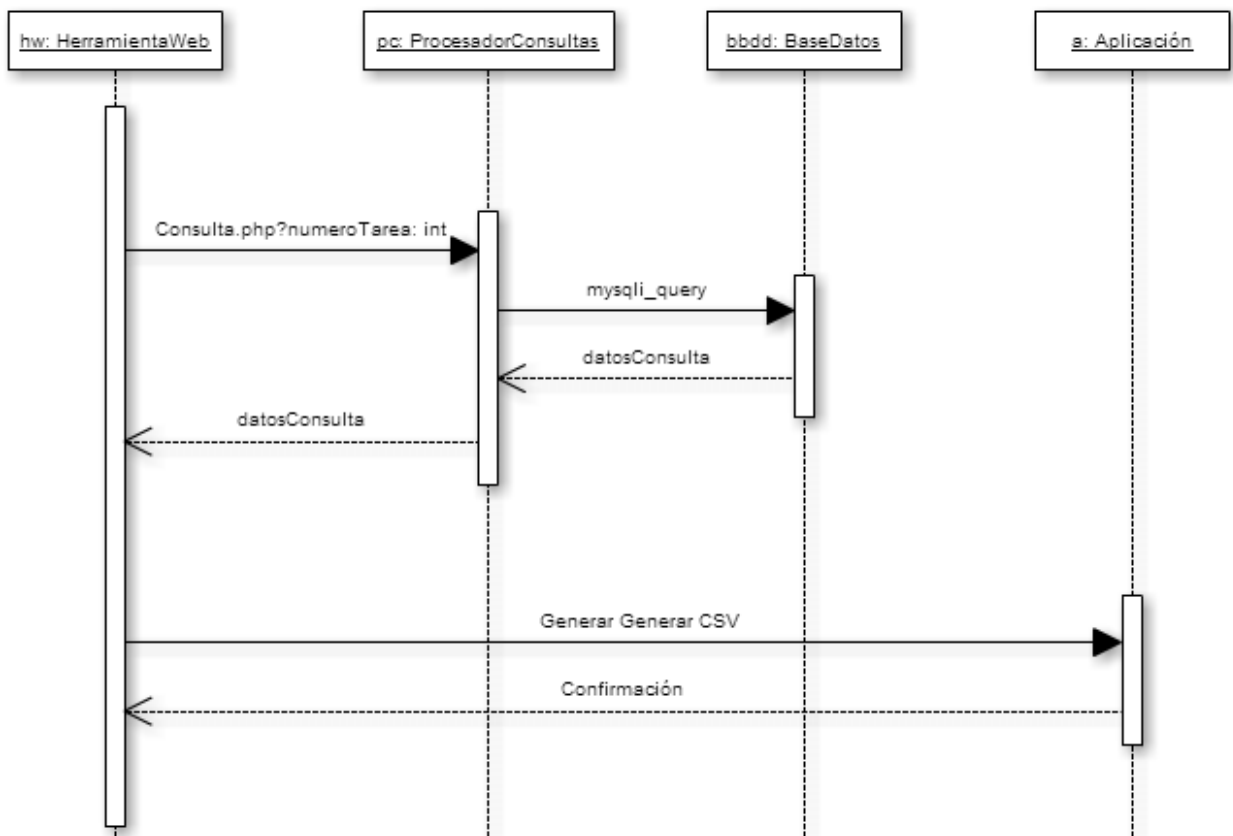 hw: HerramientaWeb
pc: ProcesadorConsultas
bbdd: BaseDatos
a: Aplicación
Consulta.php?numeroTarea: int
mysqli_query
datosConsulta
datosConsulta
Generar Generar CSV
Confirmación